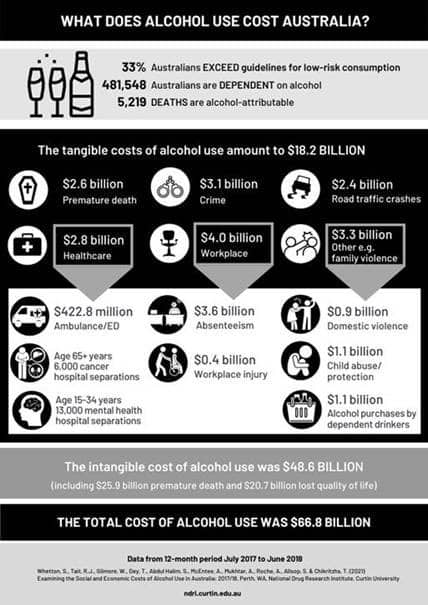 WHAT DOES ALCOHOL USE COST AUSTRALIA?
33% Australians EXCEED guidelines for low-risk consumption
481,548 Australians are DEPENDENT on alcohol
5,219 DEATHS are alcohol-attributable
The tangible costs of alcohol use amount to $18.2 BILLION
$2.6 billion
Premature death
$3.1 billion
Crime
$2.4 billion
Road traffic crashes
$2.8 billion
Healthcare
$4.0 billion
Workplace
$3.3 billion
Other e.g.
family violence
$422.8 million
Ambulance/ED
$3.6 billion
Absenteeism
$0.9 billion
Domestic violence
Age 65+ years
6,000 cancer
hospital separations
$0.4 billion
Workplace injury
$1.1 billion
Child abuse/
protection
Age 15-34 years
13,000 mental health
hospital separations
$1.1 billion
Alcohol purchases by
dependent drinkers
The intangible cost of alcohol use was $48.6 BILLION
(including $25.9 billion premature death and $20.7 billion lost quality of life)
THE TOTAL COST OF ALCOHOL USE WAS $66.8 BILLION
Data from 12-month period July 2017 to June 2018
Whetton, S., Tait, R.J., Gilmore, W., Dey, T., Abdul Halim, S., McEntee, A., Mukhtar, A., Roche, A., Allsop, S. & Chikritzhs, T. (2021)
Examining the Social and Economic Costs of Alcohol Use in Australia: 2017/18. Perth, WA, National Drug Research Institute, Curtin University
ndri.curtin.edu.au